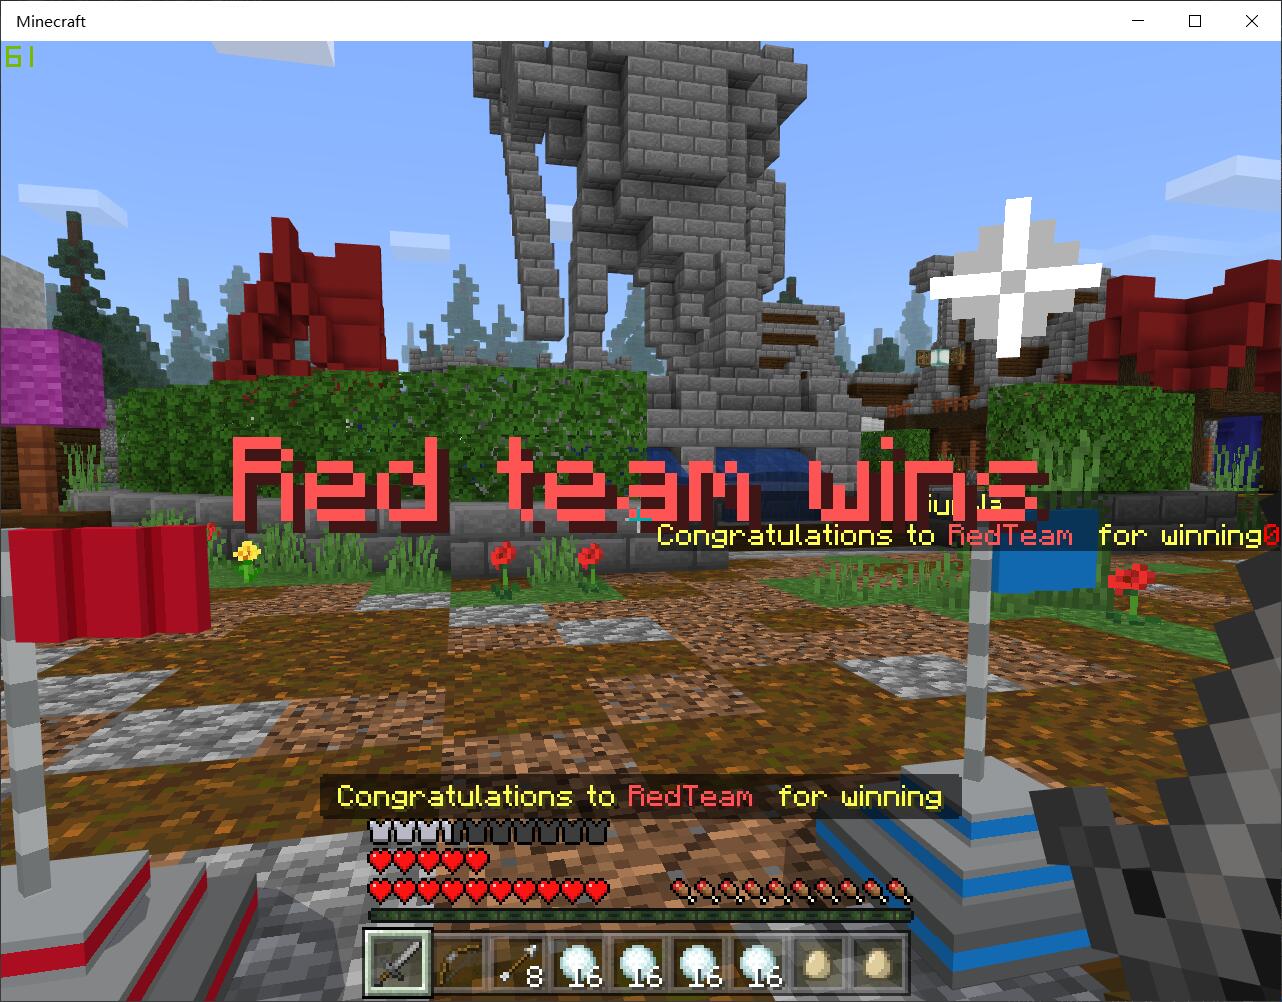 Minecraft
61
Red team wins
Congratulations to RedTeam for winning0
Congratulations to RedTeam for winning
8
16
16
16
16